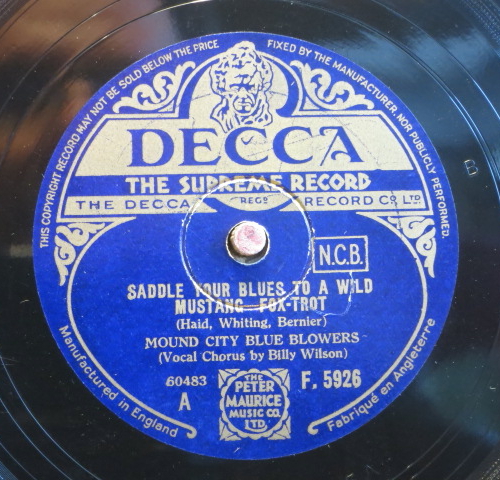 THIS COPYRIGHT RECORD MAY NOT BE SOLD BELOW THE PRICE FIXED BY THE MANUFACTURER, NOR PUBLICLY PERFORMED.
DECCA
THE SUPREME RECORD
THE DECCA REGD RECORD CO LTD
N.C.B.
SADDLE YOUR BLUES TO A WILD
MUSTANG FOX-TROT
(Haid, Whiting, Bernier)
MOUND CITY BLUE BLOWERS
(Vocal Chorus by Billy Wilson)
60483
A
THE
PETER
MAURICE
MUSIC CO.
LTD.
F. 5926
Manufactured in England
Fabriqué en Angleterre
B